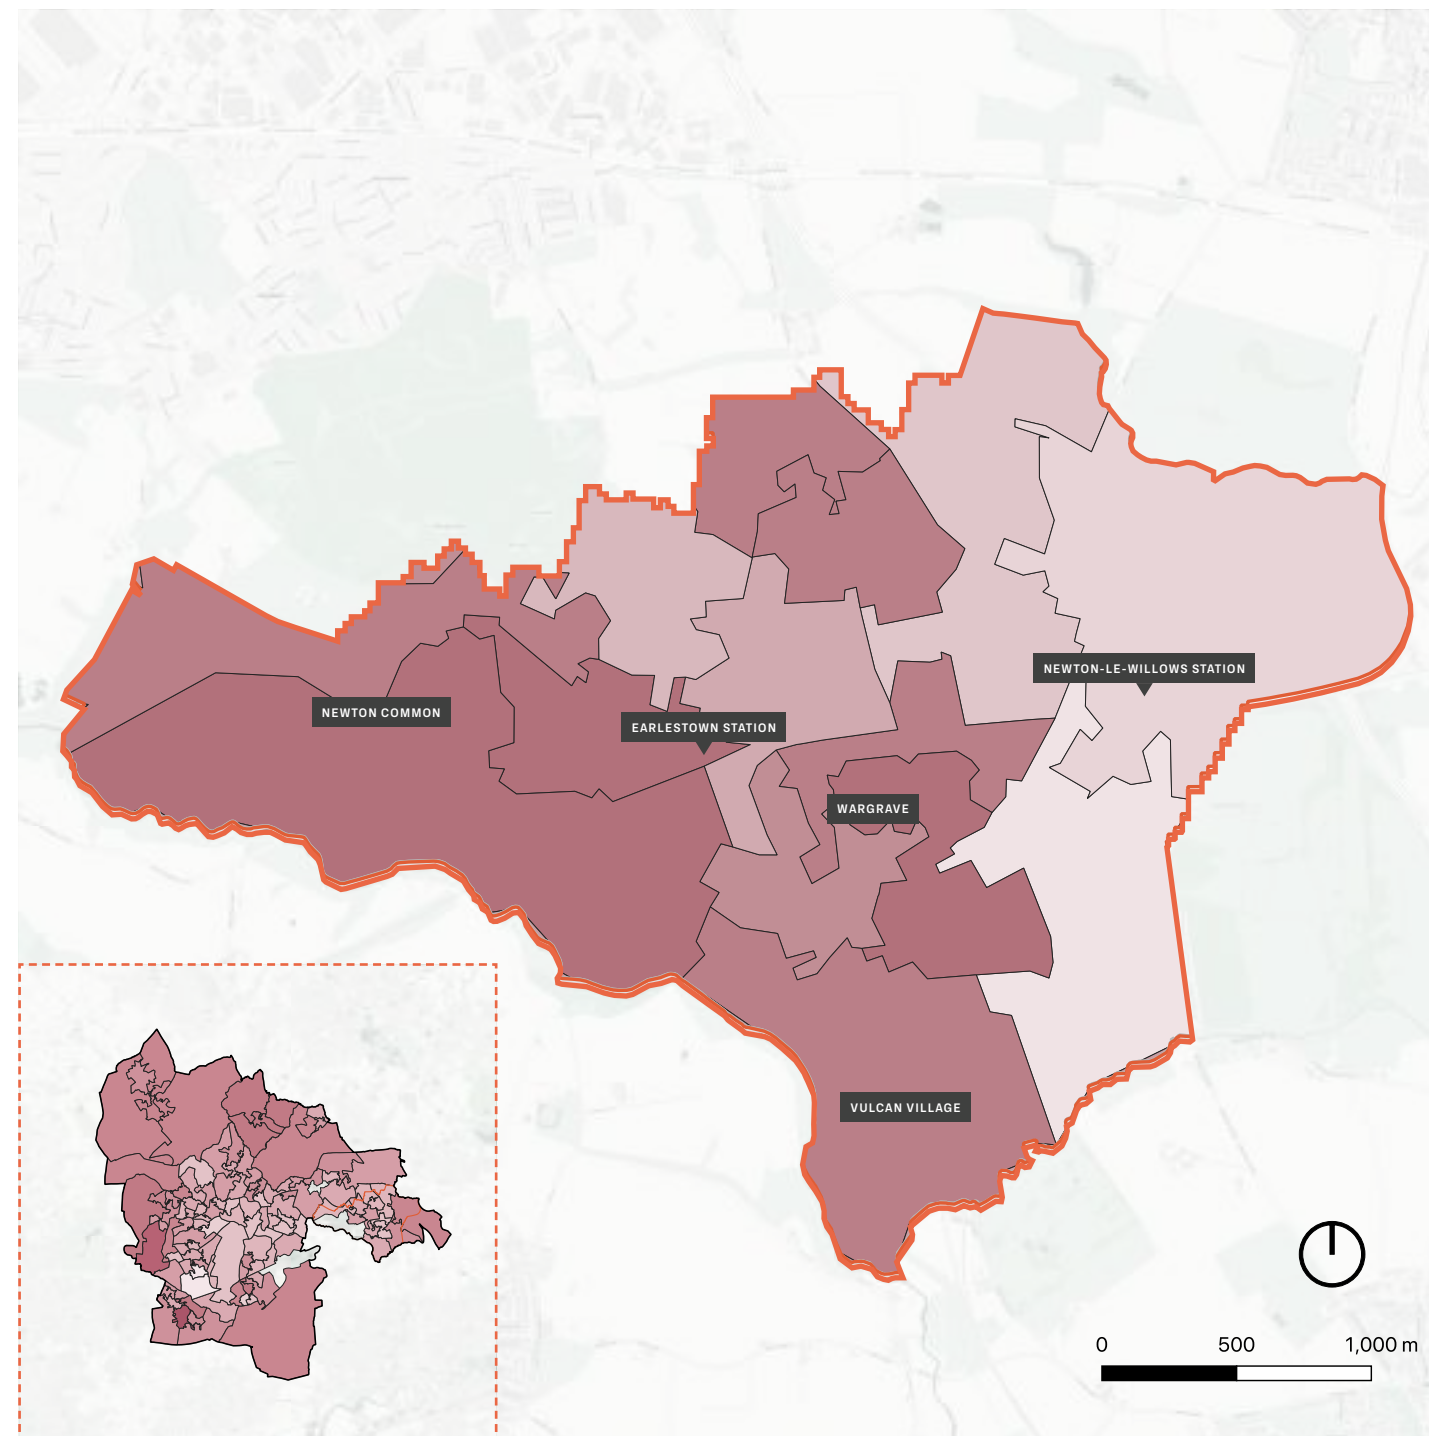 NEWTON-LE-WILLOWS STATION
NEWTON COMMON
EARLESTOWN STATION
WARGRAVE
VULCAN VILLAGE
0 500 1,000 m